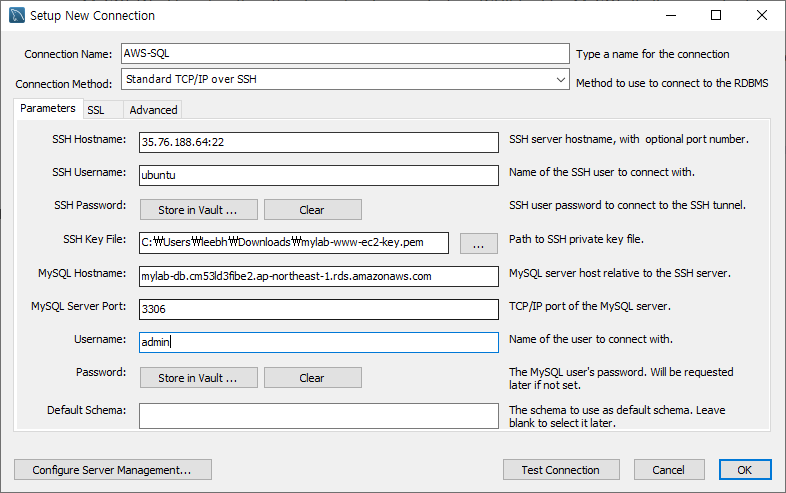 Setup New Connection
Connection Name: AWS-SQL Type a name for the connection
Connection Method: Standard TCP/IP over SSH Method to use to connect to the RDBMS
Parameters SSL Advanced
SSH Hostname: 35.76.188.64:22 SSH server hostname, with optional port number.
SSH Username: ubuntu Name of the SSH user to connect with.
SSH Password: Store in Vault ... Clear SSH user password to connect to the SSH tunnel.
SSH Key File: C:₩Users₩leebh₩Downloads₩mylab-www-ec2-key.pem ... Path to SSH private key file.
MySQL Hostname: mylab-db.cm53ld3fibe2.ap-northeast-1.rds.amazonaws.com MySQL server host relative to the SSH server.
MySQL Server Port: 3306 TCP/IP port of the MySQL server.
Username: admin Name of the user to connect with.
Password: Store in Vault ... Clear The MySQL user's password. Will be requested
later if not set.
Default Schema: The schema to use as default schema. Leave
blank to select it later.
Configure Server Management... Test Connection Cancel OK